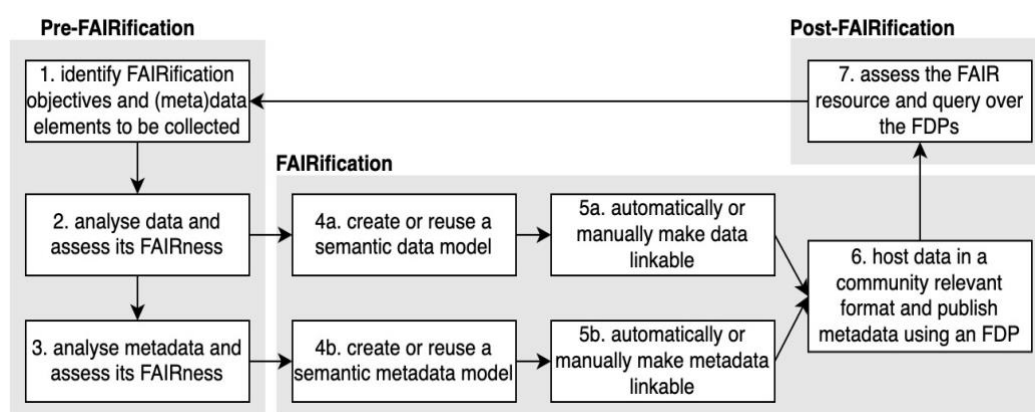 Pre-FAIRification
Post-FAIRification
1. identify FAIRification
objectives and (meta)data
elements to be collected
7. assess the FAIR
resource and query over
the FDPs
FAIRification
2. analyse data and
assess its FAIRness
4a. create or reuse a
semantic data model
5a. automatically or
manually make data
linkable
6. host data in a
community relevant
format and publish
metadata using an FDP
3. analyse metadata and
assess its FAIRness
4b. create or reuse a
semantic metadata model
5b. automatically or
manually make metadata
linkable